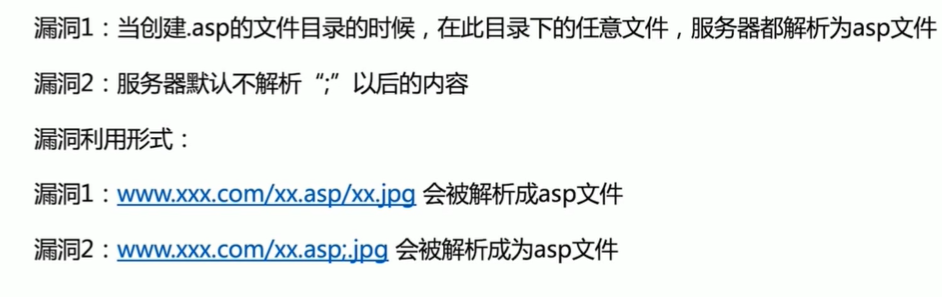 漏洞1：当创建.asp的文件目录的时候，在此目录下的任意文件，服务器都解析为asp文件
漏洞2：服务器默认不解析“;”以后的内容
漏洞利用形式：
漏洞1：www.xxx.com/xx.asp/xx.jpg 会被解析成asp文件
漏洞2：www.xxx.com/xx.asp;.jpg 会被解析成为asp文件